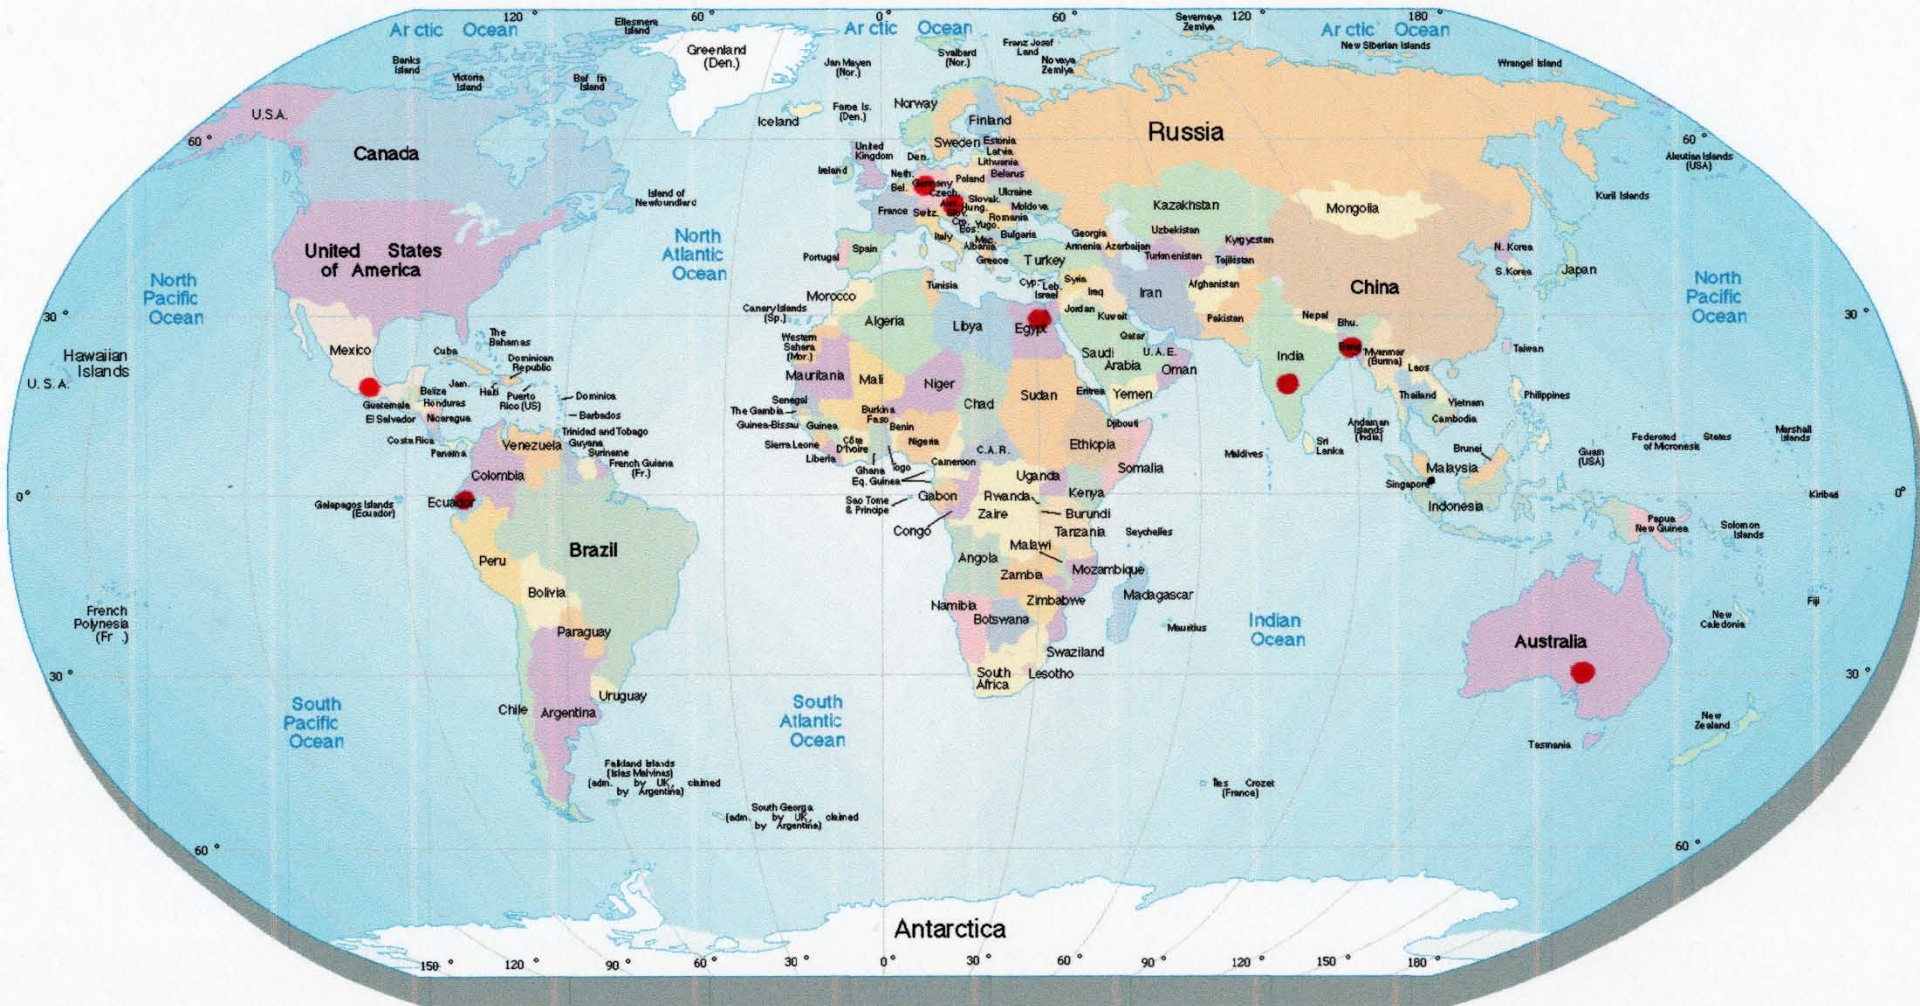 120 °
60 °
0 °
60 °
120 °
180 °
Arctic Ocean
Ellesmere
Island
Arctic Ocean
Severnaya
Zemlya
Arctic Ocean
New Siberian Islands
Greenland
(Den.)
Svalbard
(Nor.)
Franz Josef
Land
Novaya
Zemlya
Jan Mayen
(Nor.)
Wrangel Island
Banks
Island
Victoria
Island
Baffin
Island
U.S.A.
Canada
60 °
Iceland
Faroe Is.
(Den.)
Norway
Sweden
Finland
Russia
60 °
Aleutian Islands
(USA)
Kuril Islands
United
Kingdom
Ireland
Den.
Estonia
Latvia
Lithuania
Belarus
Neth.
Bel.
Germany
Poland
Czech.
Slovak.
Ukraine
Moldova
France
Switz.
Aus.
Hung.
Slov.
Romania
Cro.
Bos.
Yugo.
Bulgaria
Italy
Mac.
Albania
Greece
Spain
Portugal
Island of
Newfoundland
United States
of America
North
Atlantic
Ocean
North
Pacific
Ocean
Kazakhstan
Mongolia
Uzbekistan
Kyrgyzstan
Georgia
Armenia
Azerbaijan
Turkmenistan
Tajikistan
Turkey
N. Korea
S. Korea
Japan
China
North
Pacific
Ocean
Tunisia
Cyp.
Leb.
Israel
Syria
Iraq
Iran
Afghanistan
Morocco
Canary Islands
(Sp.)
Algeria
Libya
Egypt
Jordan
Kuwait
Pakistan
Nepal
Bhu.
30 °
30 °
The
Bahamas
Mexico
Cuba
Dominican
Republic
Hawaiian
Islands
U. S. A.
Western
Sahara
(Mor.)
Qatar
U. A. E.
Saudi
Arabia
Oman
India
Bang.
Myanmar
(Burma)
Laos
Taiwan
Mauritania
Mali
Niger
Chad
Sudan
Eritrea
Yemen
Thailand
Vietnam
Philippines
Belize
Jam.
Haiti
Puerto
Rico (US)
Dominica
Guatemala
Honduras
El Salvador
Nicaragua
Barbados
Senegal
The Gambia
Guinea-Bissau
Guinea
Burkina
Faso
Benin
Djibouti
Andaman
Islands
(India)
Cambodia
Costa Rica
Panama
Venezuela
Trinidad and Tobago
Guyana
Suriname
French Guiana
(Fr.)
Sierra Leone
Liberia
Côte
D'Ivoire
Ghana
Togo
Nigeria
Cameroon
C.A.R.
Ethiopia
Somalia
Maldives
Sri
Lanka
Brunei
Malaysia
Guam
(USA)
Federated States
of Micronesia
Marshall
Islands
Colombia
Eq. Guinea
Uganda
Kenya
Singapore
0 °
Galapagos Islands
(Ecuador)
Ecuador
Sao Tome
& Principe
Gabon
Congo
Rwanda
Zaire
Burundi
Tanzania
Seychelles
Indonesia
Papua
New Guinea
Solomon
Islands
Kiribati
0°
Peru
Brazil
Angola
Malawi
Zambia
Mozambique
Bolivia
French
Polynesia
(Fr .)
Namibia
Zimbabwe
Botswana
Madagascar
Mauritius
Indian
Ocean
New
Caledonia
Fiji
Paraguay
Australia
Swaziland
South
Africa
Lesotho
30 °
30 °
Uruguay
Chile
Argentina
South
Pacific
Ocean
South
Atlantic
Ocean
New
Zealand
Tasmania
Falkland Islands
(Islas Malvinas)
(adm. by UK, claimed
by Argentina)
Îles Crozet
(France)
South Georgia
(adm. by UK, claimed
by Argentina)
60 °
60 °
Antarctica
150 °
120 °
90 °
60 °
30 °
0 °
30 °
60 °
90 °
120 °
150 °
180 °